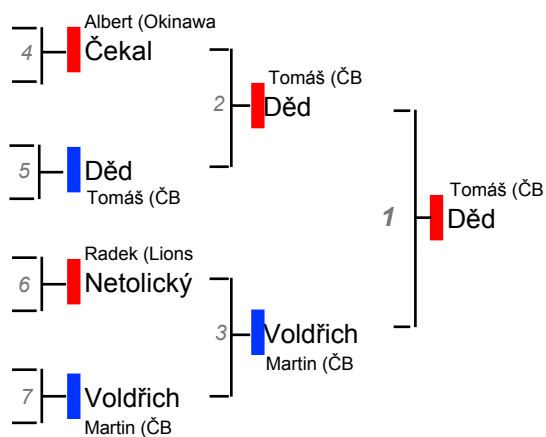 Albert (Okinawa
4
Čekal
2
Tomáš (ČB
Děd
5
Děd
Tomáš (ČB
1
Tomáš (ČB
Děd
Radek (Lions
6
Netolický
3
Voldřich
Martin (ČB
7
Voldřich
Martin (ČB